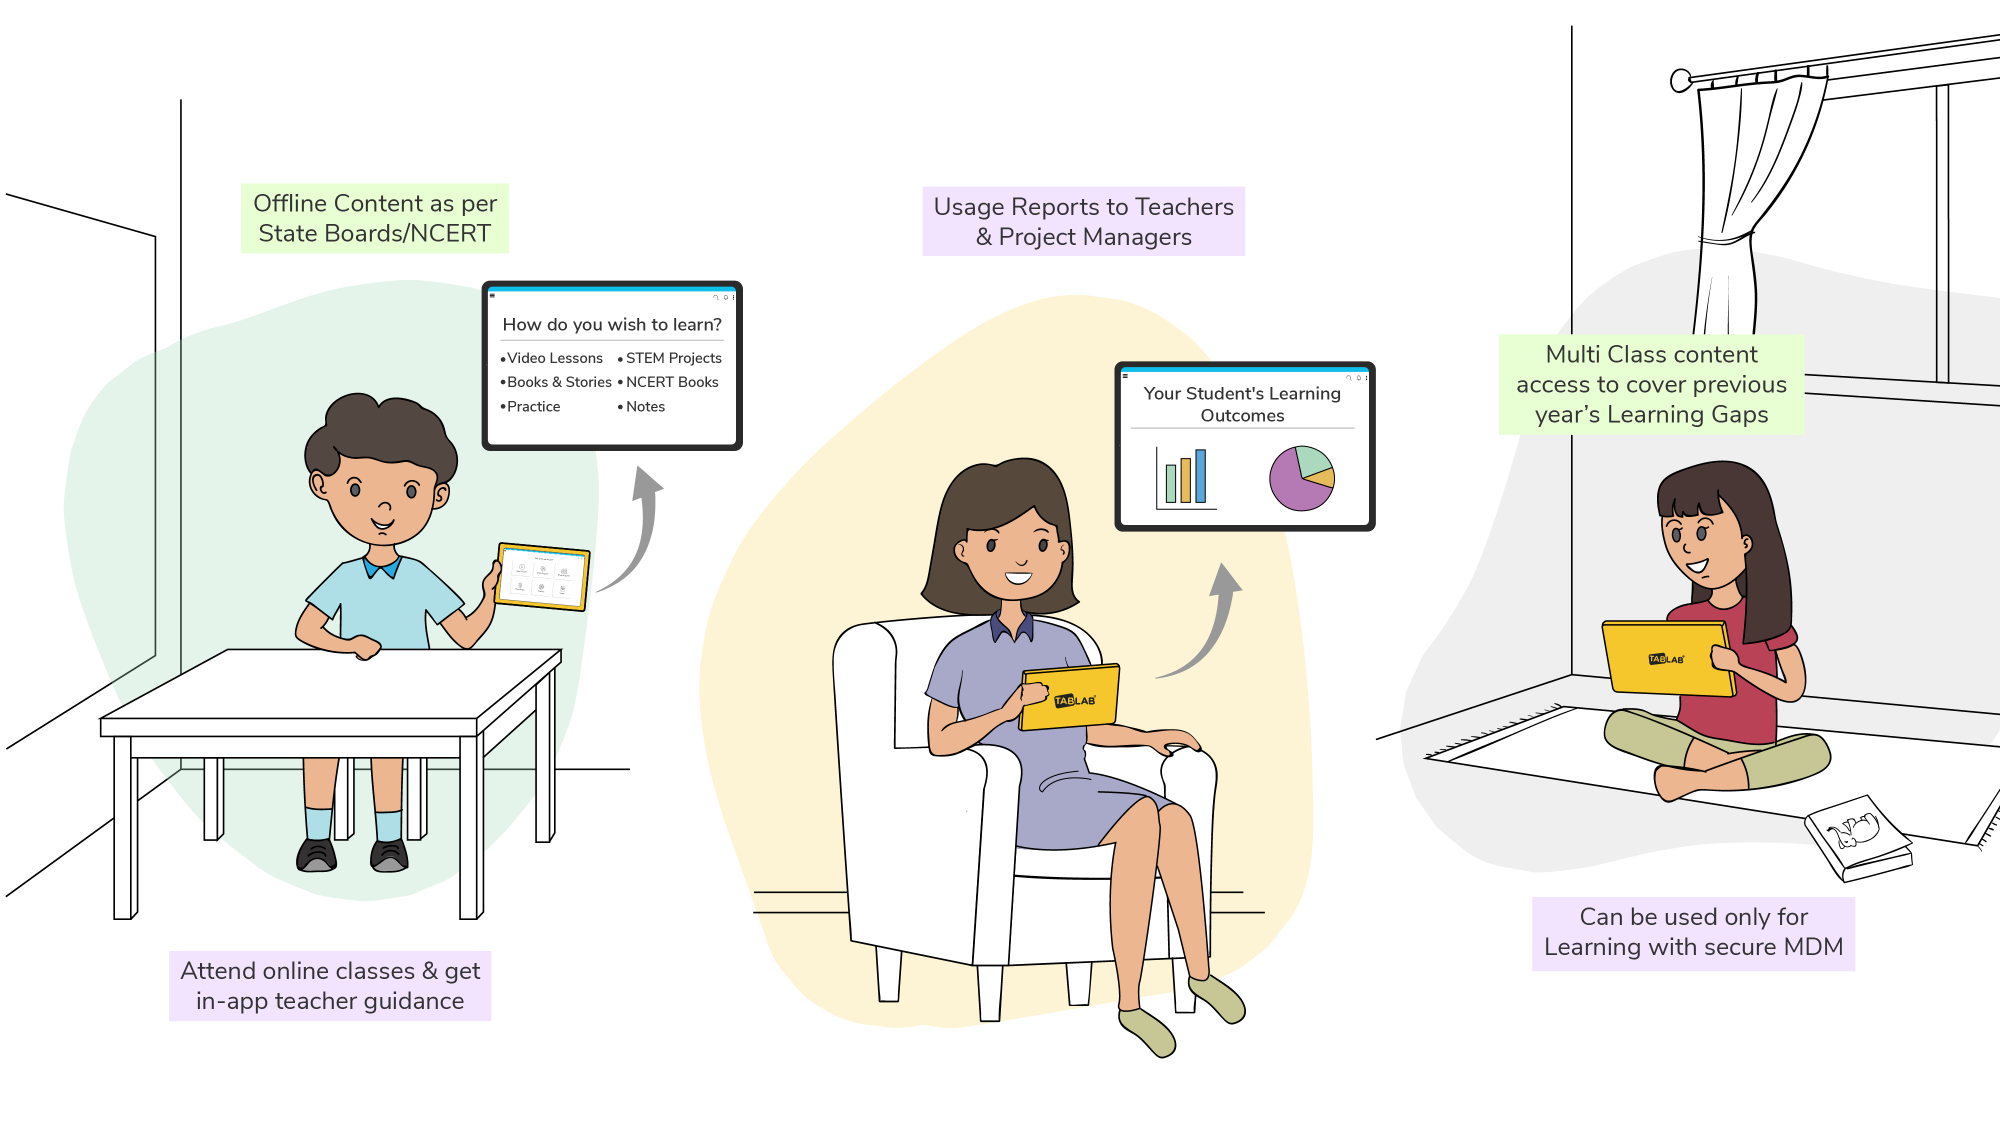 Offline Content as per
State Boards/NCERT
How do you wish to learn?
•Video Lessons
•STEM Projects
•Books & Stories
•NCERT Books
•Practice
•Notes
Attend online classes & get
in-app teacher guidance
Usage Reports to Teachers
& Project Managers
Your Student's Learning
Outcomes
TABLAB
Multi Class content
access to cover previous
year's Learning Gaps
TABLAB
Can be used only for
Learning with secure MDM